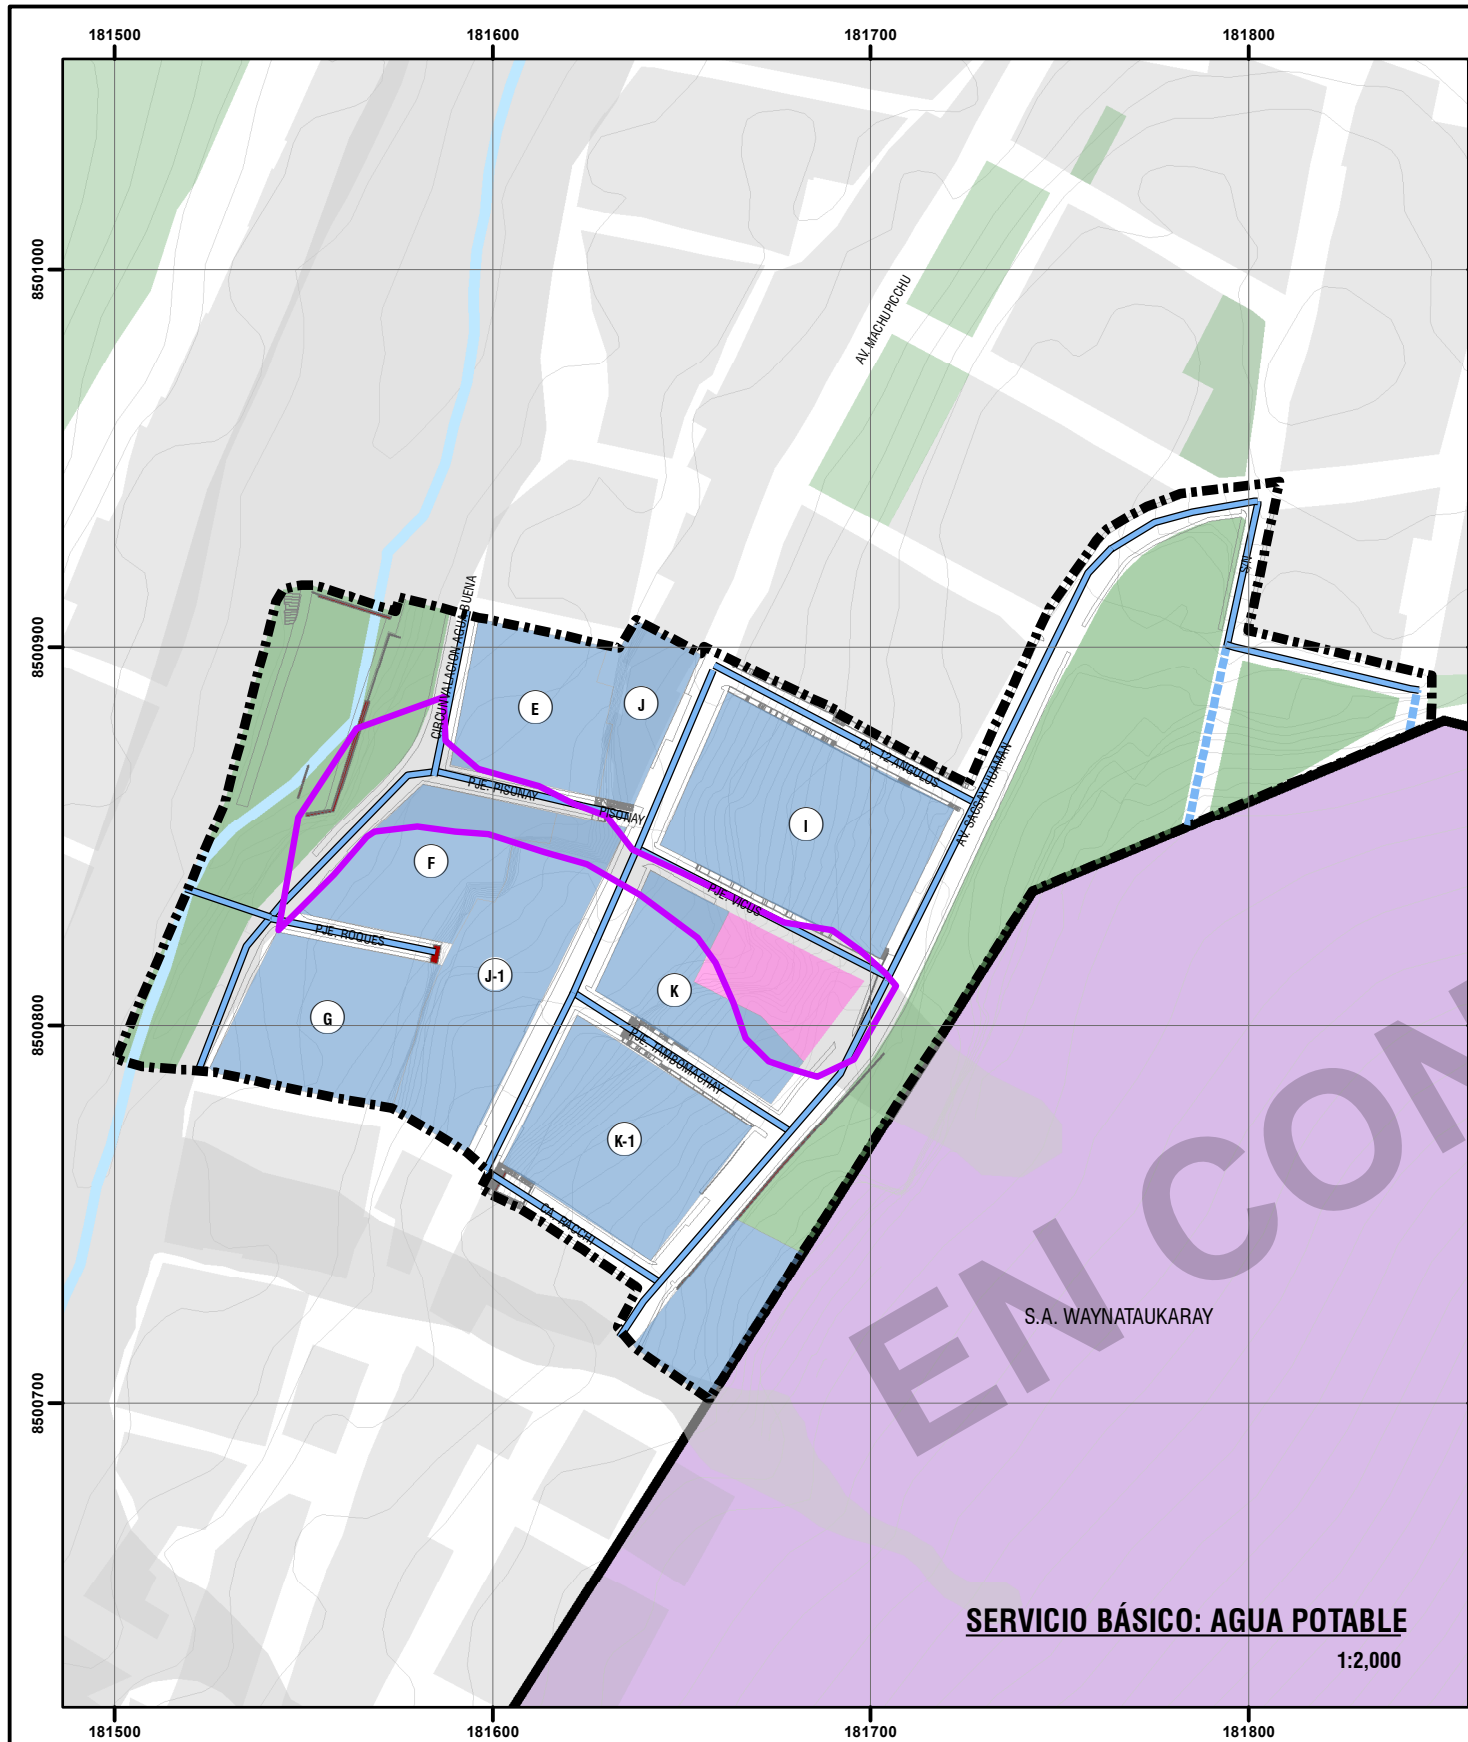 181500 181600 181700 181800
8501000
AV. MACHUPICCHU
S/N
8500900
CIRCUNVALACION AGUA BUENA
E
J
CA. 12 ANGULOS
AV. SACSAY HUAMAN
PJE. PISONAY
PISONAY
I
F
PJE. VICUS
PJE. ROQUES
J-1
K
G
8500800
PJE. TAMBOMACHAY
K-1
CA. RACCHI
EN CON
S.A. WAYNATAUKARAY
8500700
SERVICIO BÁSICO: AGUA POTABLE
1:2,000
181500 181600 181700 181800